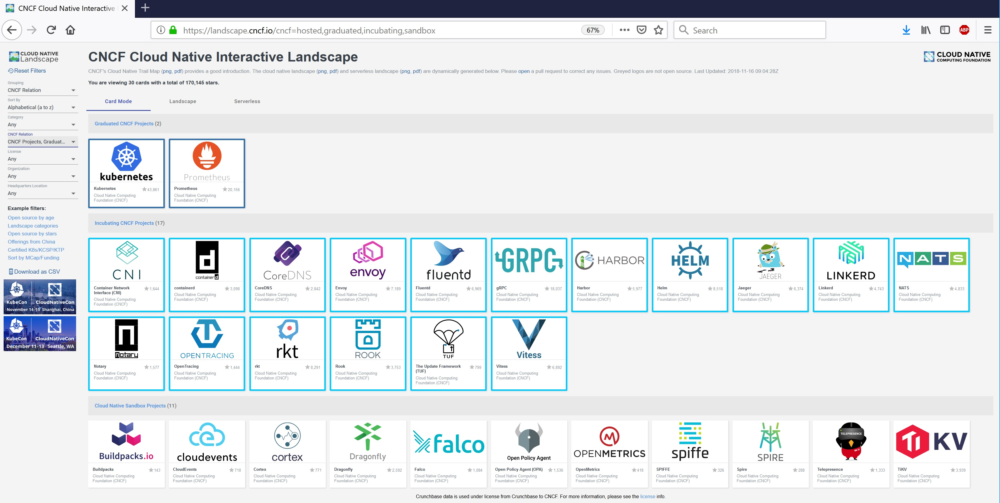 CNCF Cloud Native Interactive
https://landscape.cncf.io/cncf=hosted,graduated,incubating,sandbox
67%
Search
ABP
CLOUD NATIVE
Landscape
Reset Filters
Grouping
CNCF Relation
Sort By
Alphabetical (a to z)
Category
Any
CNCF Relation
CNCF Projects, Graduat...
License
Any
Organization
Any
Headquarters Location
Any
Example filters:
Open source by age
Landscape categories
Open source by stars
Offerings from China
Certified K8s/KCSP/KTP
Sort by MCap/Funding
Download as CSV
KubeCon CloudNativeCon
November 14-15 Shanghai, China
KubeCon CloudNativeCon
December 11-13 Seattle, WA
CNCF Cloud Native Interactive Landscape
CLOUD NATIVE
COMPUTING FOUNDATION
CNCF's Cloud Native Trail Map (png, pdf) provides a good introduction. The cloud native landscape (png, pdf) and serverless landscape (png, pdf) are dynamically generated below. Please open a pull request to correct any issues. Greyed logos are not open source. Last Updated: 2018-11-16 09:04:28Z
You are viewing 30 cards with a total of 170,145 stars.
Card Mode Landscape Serverless
Graduated CNCF Projects (2)
kubernetes
Kubernetes 43,861
Cloud Native Computing
Foundation (CNCF)
Prometheus
Prometheus 20,156
Cloud Native Computing
Foundation (CNCF)
Incubating CNCF Projects (17)
CNI
Container Network
Interface (CNI) 1,644
Cloud Native Computing
Foundation (CNCF)
d
containerd
containerd 3,098
Cloud Native Computing
Foundation (CNCF)
CoreDNS
CoreDNS 2,842
Cloud Native Computing
Foundation (CNCF)
envoy
Envoy 7,189
Cloud Native Computing
Foundation (CNCF)
fluentd
Fluentd 6,969
Cloud Native Computing
Foundation (CNCF)
GRPC
gRPC 18,037
Cloud Native Computing
Foundation (CNCF)
HARBOR
Harbor 5,977
Cloud Native Computing
Foundation (CNCF)
HELM
Helm 8,518
Cloud Native Computing
Foundation (CNCF)
JAEGER
Jaeger 6,374
Cloud Native Computing
Foundation (CNCF)
LINKERD
Linkerd 4,743
Cloud Native Computing
Foundation (CNCF)
NATS
NATS 4,833
Cloud Native Computing
Foundation (CNCF)
n
notary
Notary 1,577
Cloud Native Computing
Foundation (CNCF)
OPENTRACING
OpenTracing 1,444
Cloud Native Computing
Foundation (CNCF)
rkt
rkt 8,291
Cloud Native Computing
Foundation (CNCF)
ROOK
Rook 3,753
Cloud Native Computing
Foundation (CNCF)
TUF
The Update Framework
(TUF) 799
Cloud Native Computing
Foundation (CNCF)
Vitess
Vitess 6,892
Cloud Native Computing
Foundation (CNCF)
Cloud Native Sandbox Projects (11)
Buildpacks.io
Buildpacks 143
Cloud Native Computing
Foundation (CNCF)
cloudevents
CloudEvents 718
Cloud Native Computing
Foundation (CNCF)
cortex
Cortex 771
Cloud Native Computing
Foundation (CNCF)
Dragonfly
Dragonfly 2,592
Cloud Native Computing
Foundation (CNCF)
falco
Falco 1,084
Cloud Native Computing
Foundation (CNCF)
Open Policy Agent
Open Policy Agent (OPA) 1,536
Cloud Native Computing
Foundation (CNCF)
OPENMETRICS
OpenMetrics 418
Cloud Native Computing
Foundation (CNCF)
spiffe
SPIFFE 326
Cloud Native Computing
Foundation (CNCF)
SPIRE
Spire 288
Cloud Native Computing
Foundation (CNCF)
TELEPRESENCE
SR-71
Telepresence 1,333
Cloud Native Computing
Foundation (CNCF)
TiKV
TiKV 3,939
Cloud Native Computing
Foundation (CNCF)
Crunchbase data is used under license from Crunchbase to CNCF. For more information, please see the license info.